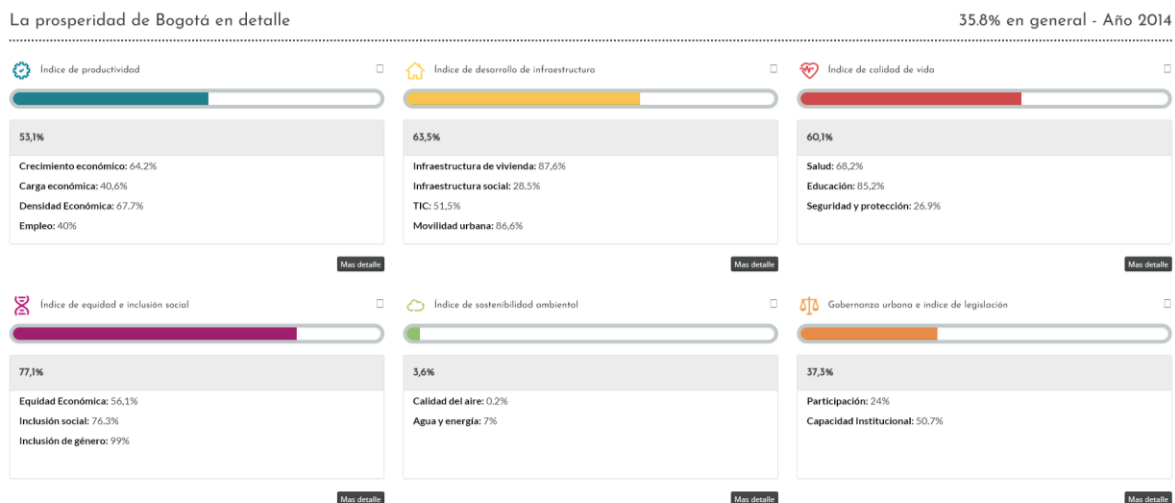 La prosperidad de Bogotá en detalle
35.8% en general - Año 2014
Índice de productividad
53,1%
Crecimiento económico: 64.2%
Carga económica: 40,6%
Densidad Económica: 67.7%
Empleo: 40%
Mas detalle
Índice de desarrollo de infraestructura
63,5%
Infraestructura de vivienda: 87,6%
Infraestructura social: 28.5%
TIC: 51,5%
Movilidad urbana: 86,6%
Mas detalle
Índice de calidad de vida
60,1%
Salud: 68,2%
Educación: 85,2%
Seguridad y protección: 26.9%
Mas detalle
Índice de equidad e inclusión social
77,1%
Equidad Económica: 56,1%
Inclusión social: 76.3%
Inclusión de género: 99%
Mas detalle
Índice de sostenibilidad ambiental
3,6%
Calidad del aire: 0.2%
Agua y energía: 7%
Mas detalle
Gobernanza urbana e índice de legislación
37,3%
Participación: 24%
Capacidad Institucional: 50.7%
Mas detalle